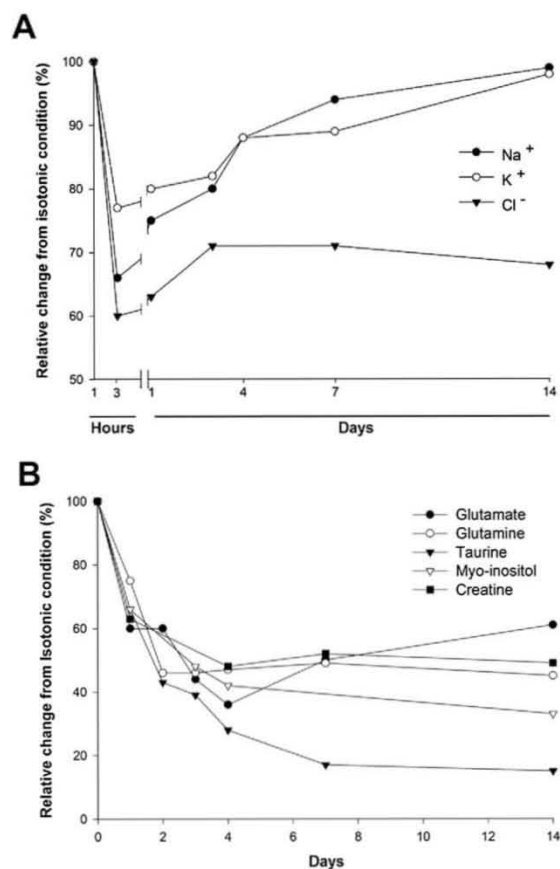 A
Relative change from isotonic condition (%)
100
90
80
70
60
50
Na +
K +
Cl -
1 3 1 4 7 14
Hours Days
B
Relative change from Isotonic condition (%)
100
80
60
40
20
0
Glutamate
Glutamine
Taurine
Myo-inositol
Creatine
0 2 4 6 8 10 12 14
Days